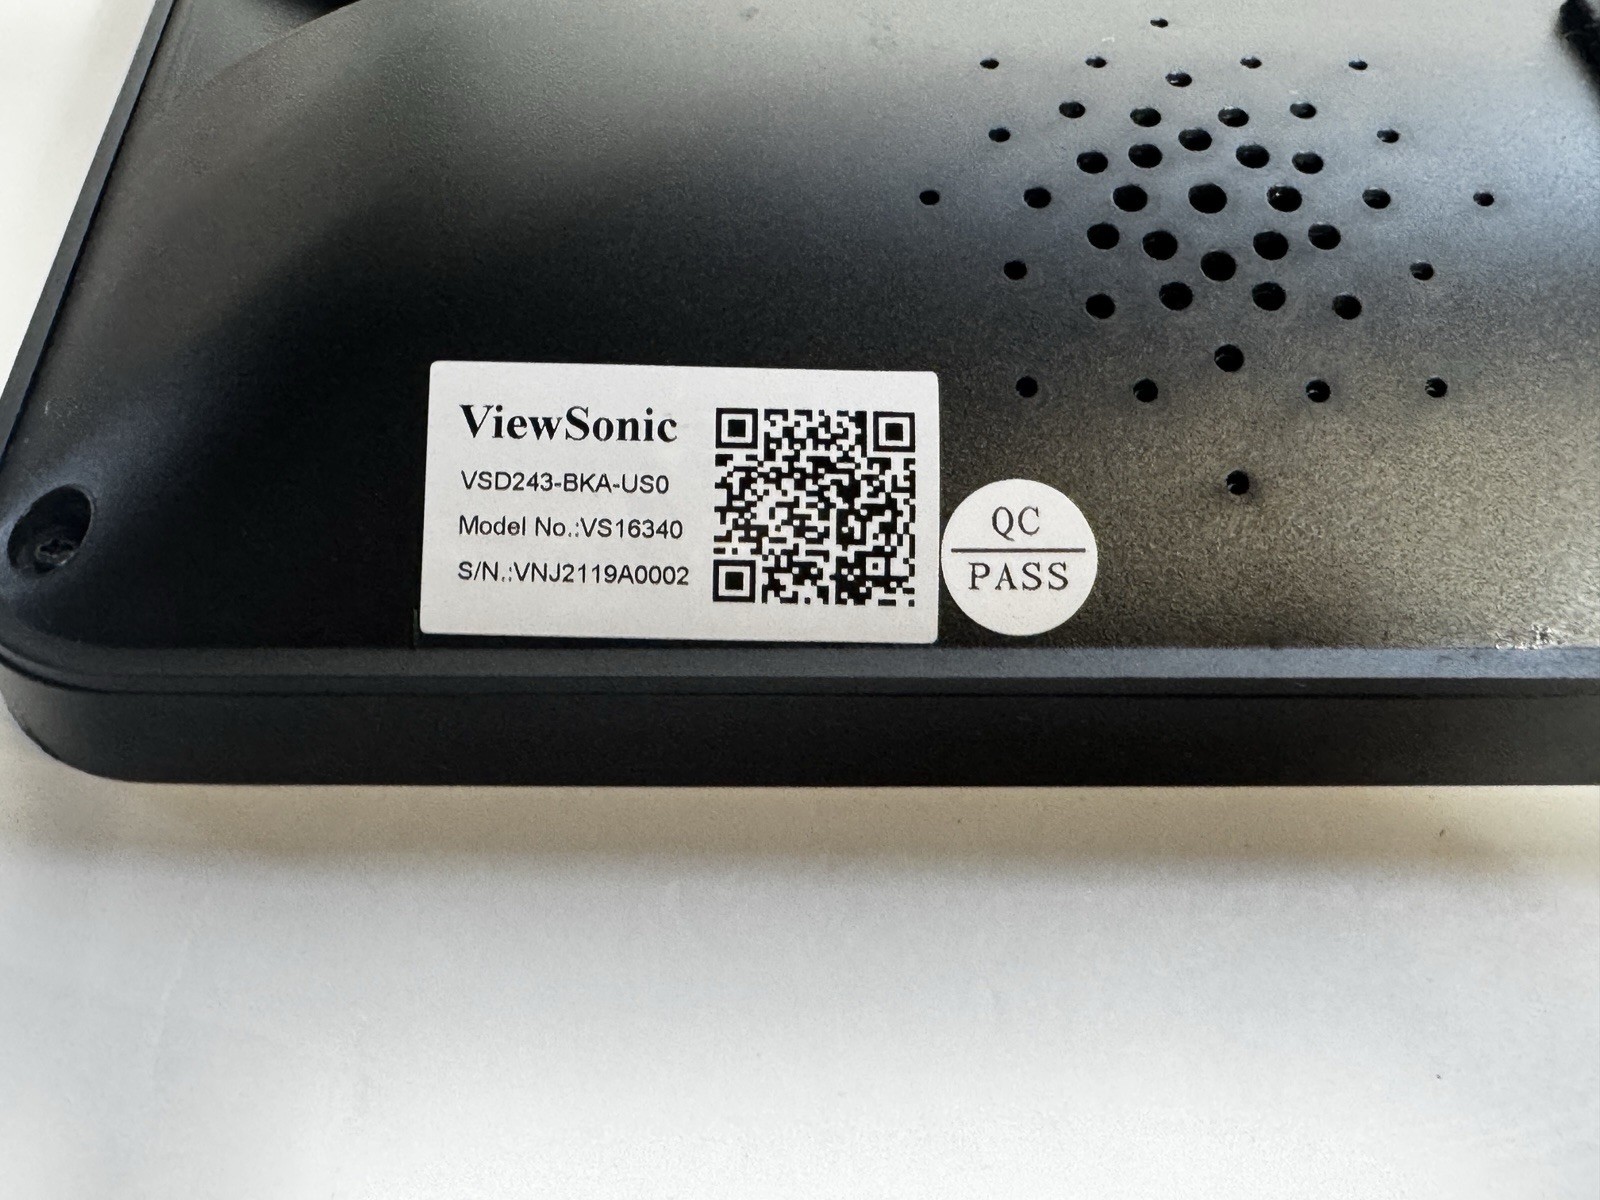 ViewSonic
VSD243-BKA-US0
Model No.:VS16340
S/N.:VNJ2119A0002
QC
PASS